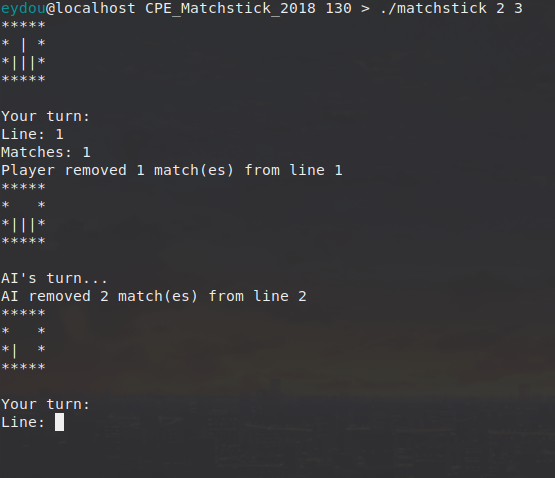 eydou@localhost CPE_Matchstick_2018 130 > ./matchstick 2 3
*****
* | *
*|||*
*****

Your turn:
Line: 1
Matches: 1
Player removed 1 match(es) from line 1
*****
*   *
*|||*
*****

AI's turn...
AI removed 2 match(es) from line 2
*****
*   *
*|  *
*****

Your turn:
Line: